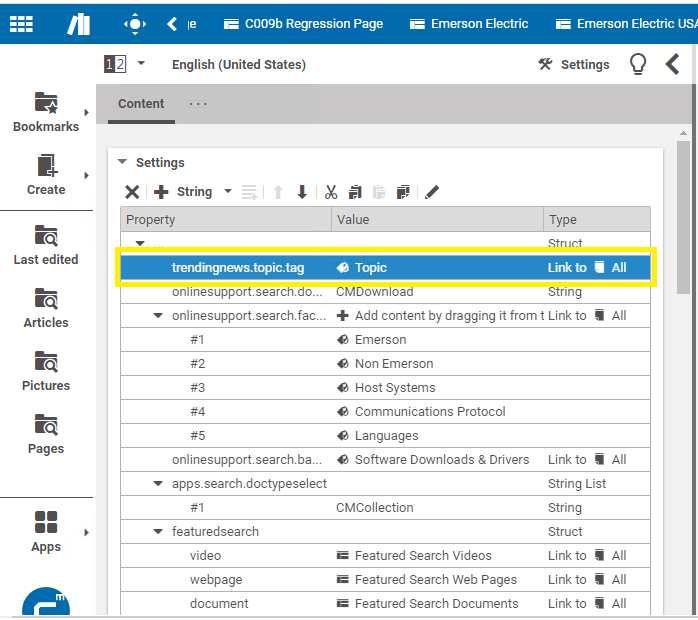 ge C009b Regression Page Emerson Electric Emerson Electric USA
12 English (United States) Settings
Content ...
Bookmarks
Create
Last edited
Articles
Pictures
Pages
Apps
m
Settings
String
Property Value Type
... Struct
trendingnews.topic.tag Topic Link to All
onlinesupport.search.do... CMDownload String
onlinesupport.search.fac... Add content by dragging it from t Link to All
#1 Emerson
#2 Non Emerson
#3 Host Systems
#4 Communications Protocol
#5 Languages
onlinesupport.search.ba... Software Downloads & Drivers Link to All
apps.search.doctypeselect String List
#1 CMCollection String
featuredsearch Struct
video Featured Search Videos Link to All
webpage Featured Search Web Pages Link to All
document Featured Search Documents Link to All